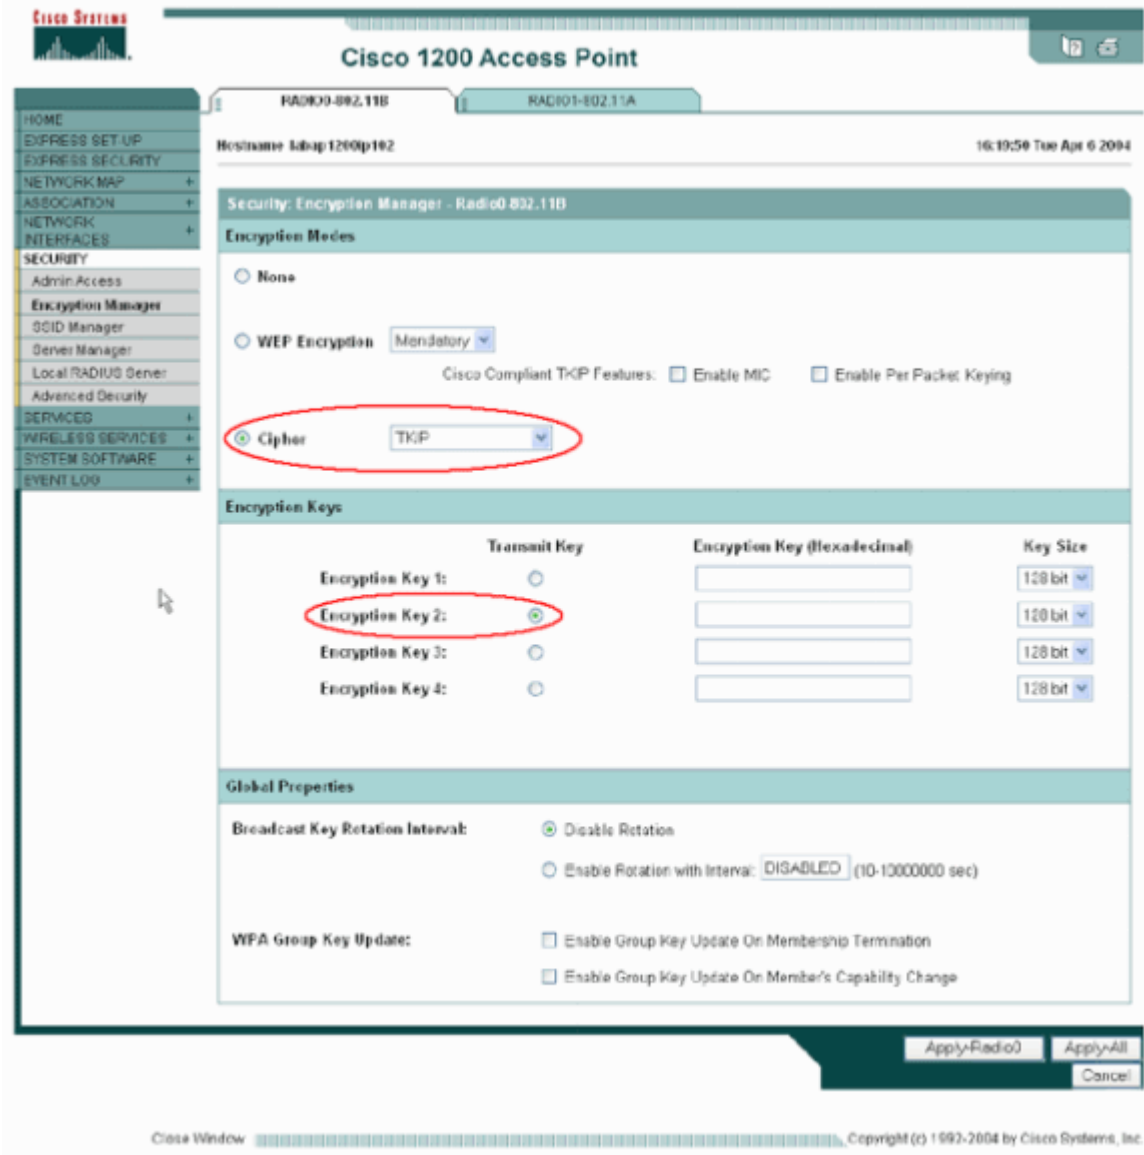 CISCO SYSTEMS
Cisco 1200 Access Point
RADIO0-802.11B
RADIO1-802.11A
HOME
EXPRESS SET-UP
EXPRESS SECURITY
NETWORK MAP +
ASSOCIATION +
NETWORK INTERFACES +
SECURITY
Admin Access
Encryption Manager
SSID Manager
Server Manager
Local RADIUS Server
Advanced Security
SERVICES +
WIRELESS SERVICES +
SYSTEM SOFTWARE +
EVENT LOG +
Hostname labap1200ip102
16:19:50 Tue Apr 6 2004
Security: Encryption Manager - Radio0-802.11B
Encryption Modes
None
WEP Encryption Mandatory
Cisco Compliant TKIP Features: Enable MIC Enable Per Packet Keying
Cipher TKIP
Encryption Keys
Transmit Key Encryption Key (Hexadecimal) Key Size
Encryption Key 1: 128 bit
Encryption Key 2: 128 bit
Encryption Key 3: 128 bit
Encryption Key 4: 128 bit
Global Properties
Broadcast Key Rotation Interval: Disable Rotation
Enable Rotation with Interval: DISABLED (10-10000000 sec)
WPA Group Key Update: Enable Group Key Update On Membership Termination
Enable Group Key Update On Member's Capability Change
Apply-Radio0 Apply-All
Cancel
Close Window
Copyright (c) 1992-2004 by Cisco Systems, Inc.